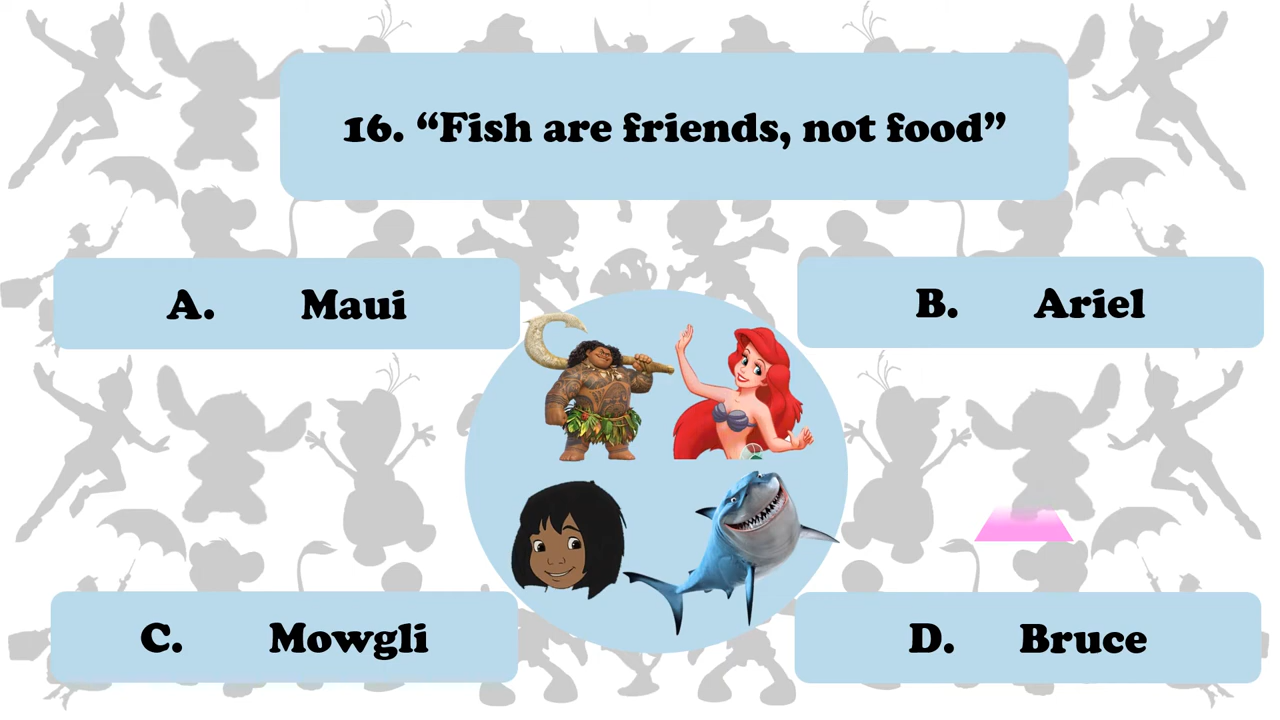 16. “Fish are friends, not food”
A. Maui
B. Ariel
C. Mowgli
D. Bruce